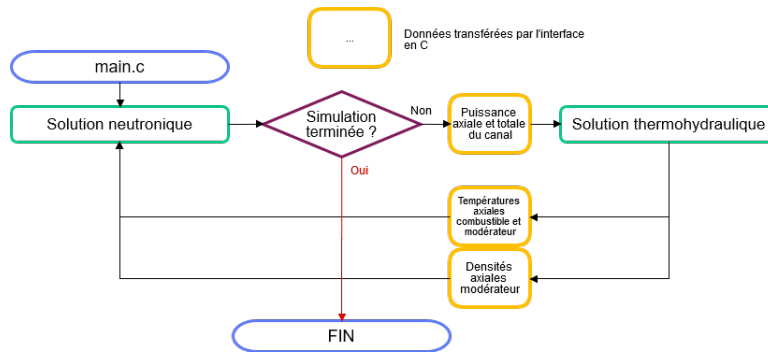 ...
Données transférées par l'interface
en C
main.c
Solution neutronique
Simulation
terminée ?
Non
Puissance
axiale et totale
du canal
Solution thermohydraulique
Oui
Températures
axiales
combustible et
modérateur
Densités
axiales
modérateur
FIN